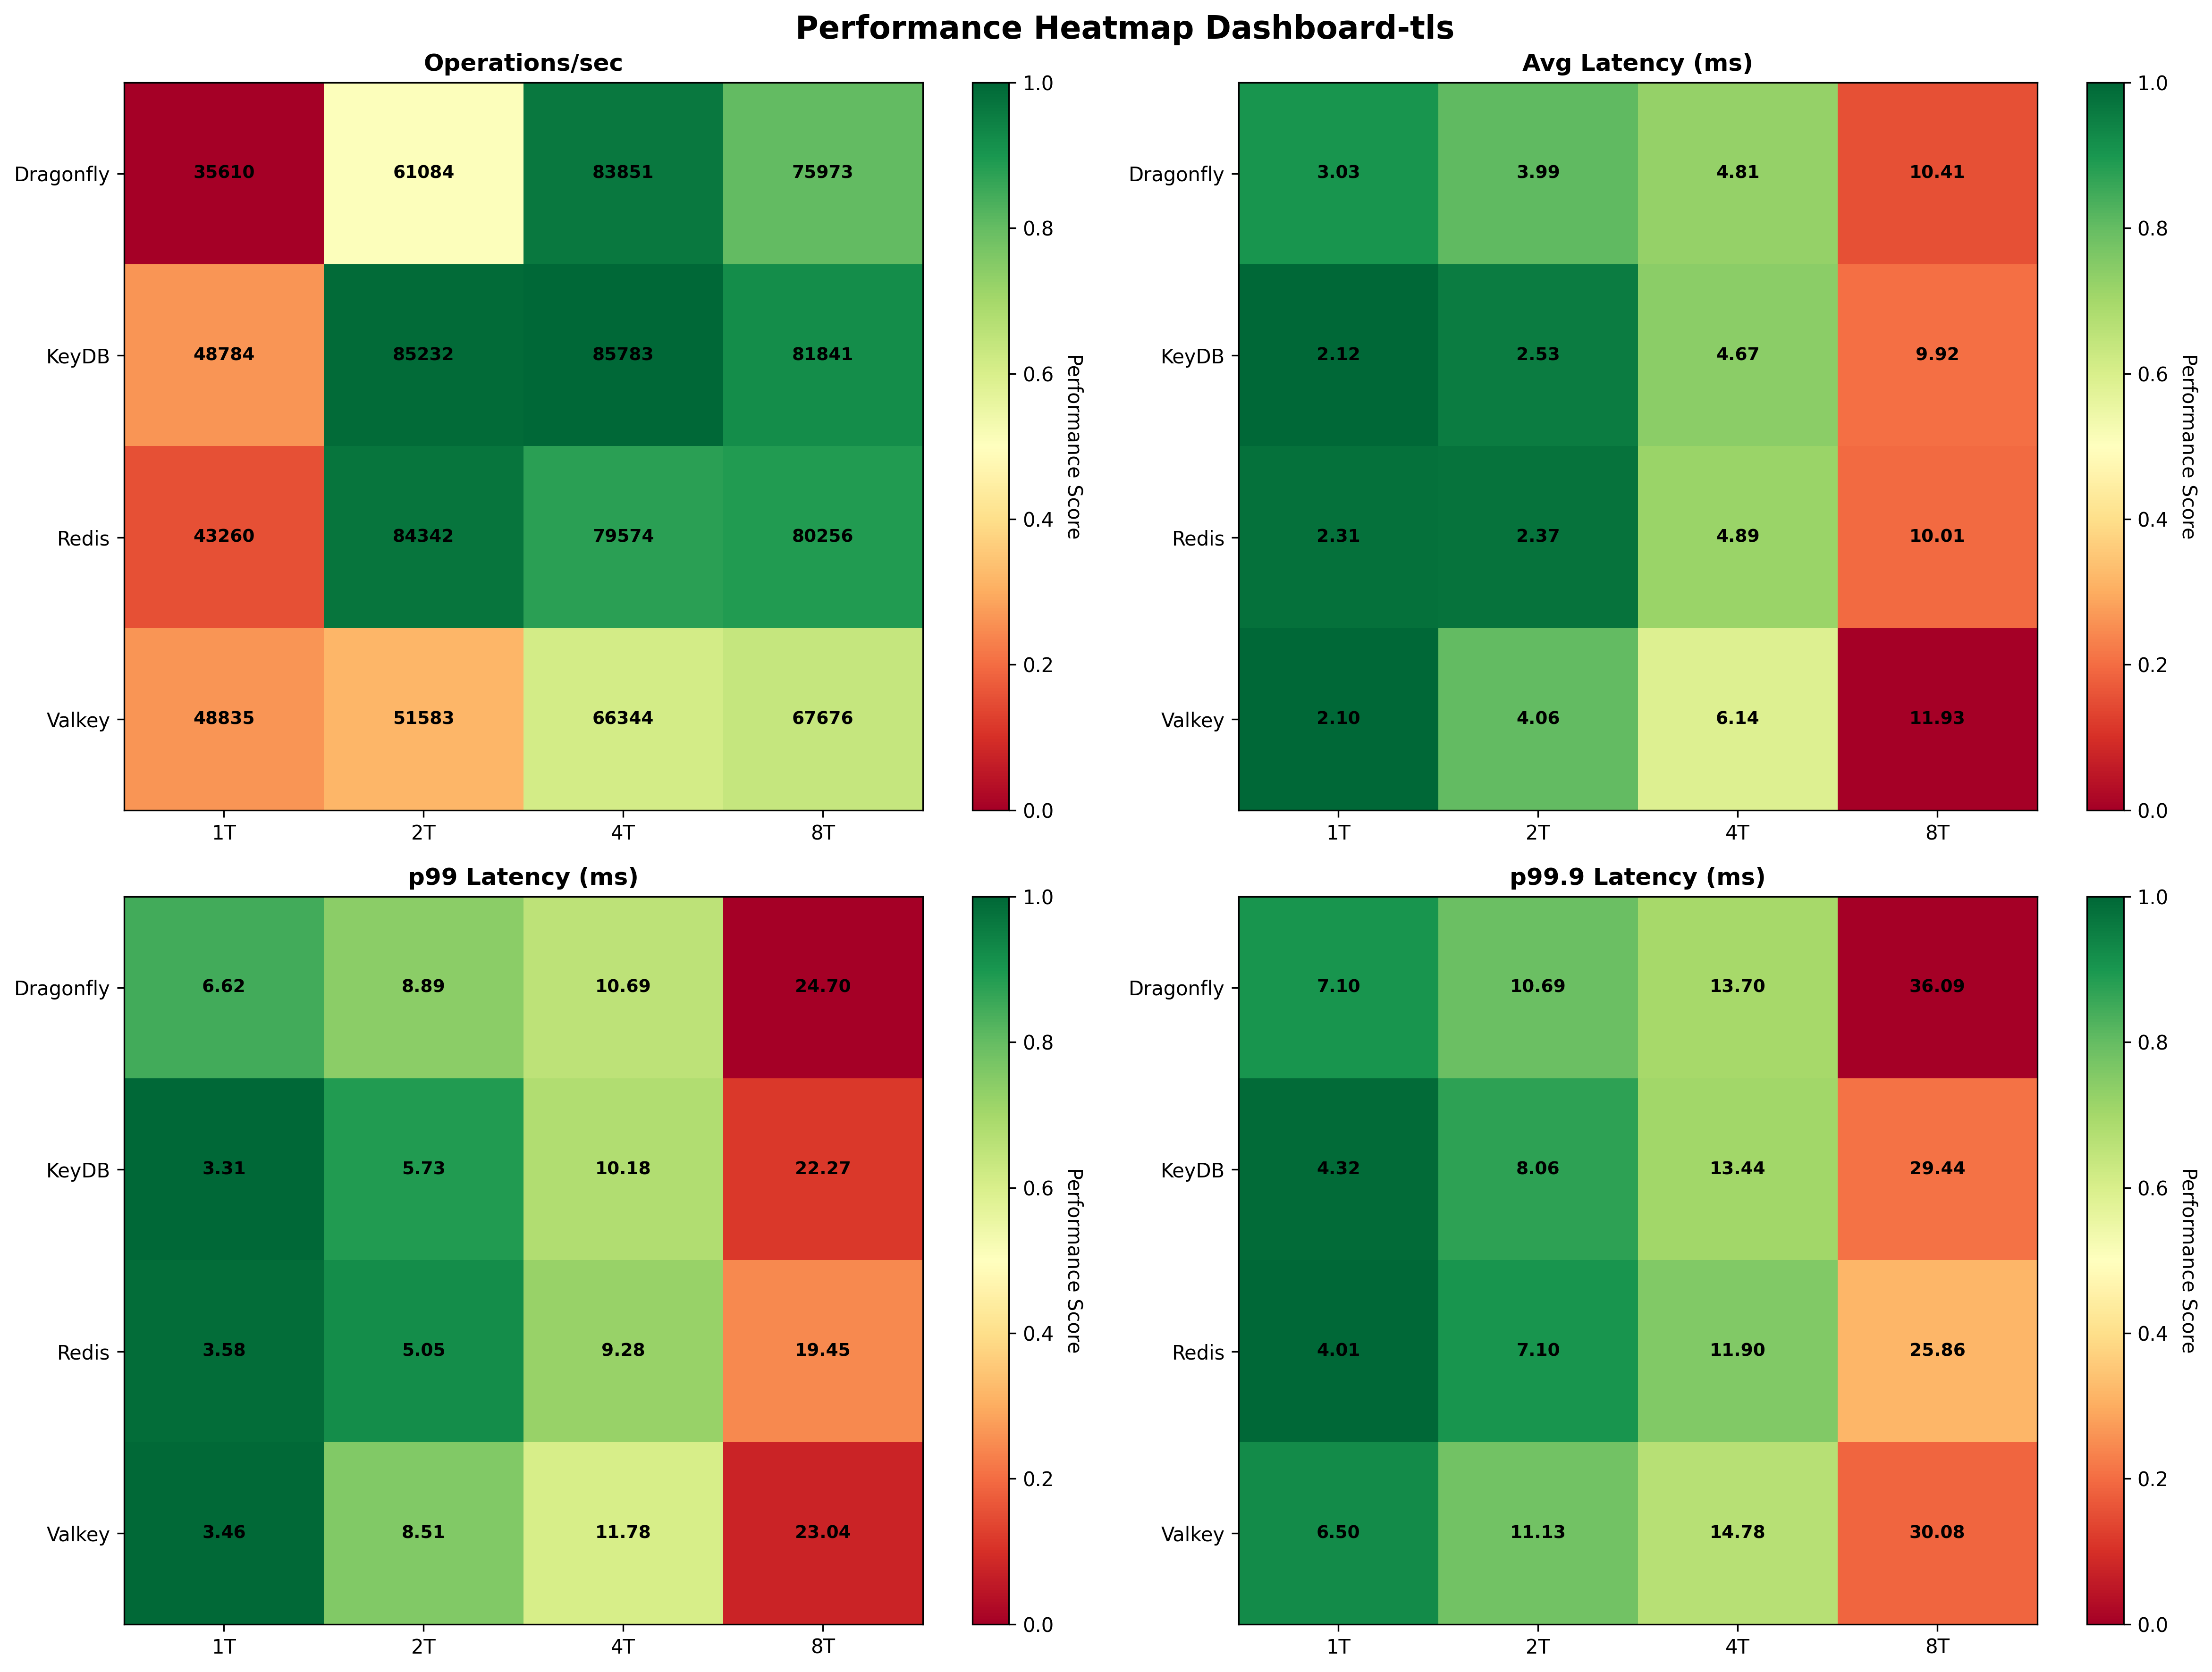 Performance Heatmap Dashboard-tls
Operations/sec
Dragonfly 35610 61084 83851 75973
KeyDB 48784 85232 85783 81841
Redis 43260 84342 79574 80256
Valkey 48835 51583 66344 67676
1T 2T 4T 8T
1.0
0.8
0.6
0.4
0.2
0.0
Performance Score
Avg Latency (ms)
Dragonfly 3.03 3.99 4.81 10.41
KeyDB 2.12 2.53 4.67 9.92
Redis 2.31 2.37 4.89 10.01
Valkey 2.10 4.06 6.14 11.93
1T 2T 4T 8T
1.0
0.8
0.6
0.4
0.2
0.0
Performance Score
p99 Latency (ms)
Dragonfly 6.62 8.89 10.69 24.70
KeyDB 3.31 5.73 10.18 22.27
Redis 3.58 5.05 9.28 19.45
Valkey 3.46 8.51 11.78 23.04
1T 2T 4T 8T
1.0
0.8
0.6
0.4
0.2
0.0
Performance Score
p99.9 Latency (ms)
Dragonfly 7.10 10.69 13.70 36.09
KeyDB 4.32 8.06 13.44 29.44
Redis 4.01 7.10 11.90 25.86
Valkey 6.50 11.13 14.78 30.08
1T 2T 4T 8T
1.0
0.8
0.6
0.4
0.2
0.0
Performance Score